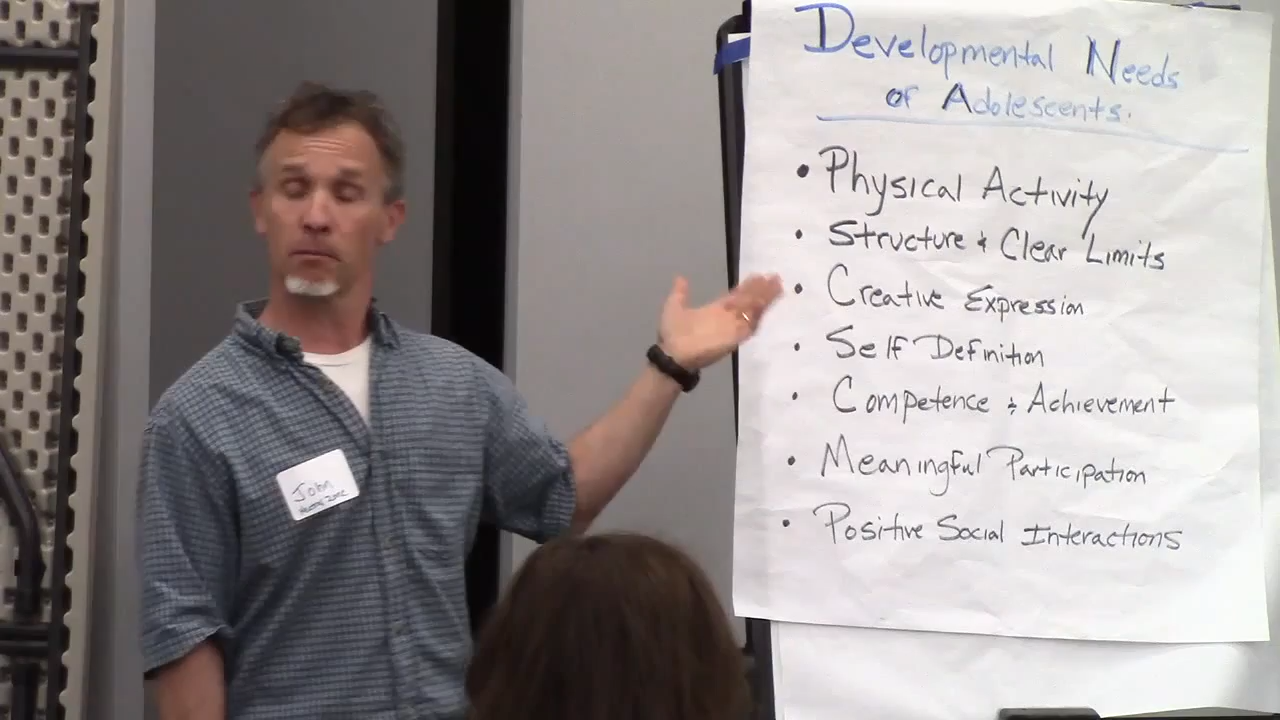 Developmental Needs
of Adolescents.
• Physical Activity
• Structure & Clear Limits
• Creative Expression
• Self Definition
• Competence & Achievement
• Meaningful Participation
• Positive Social Interactions
John